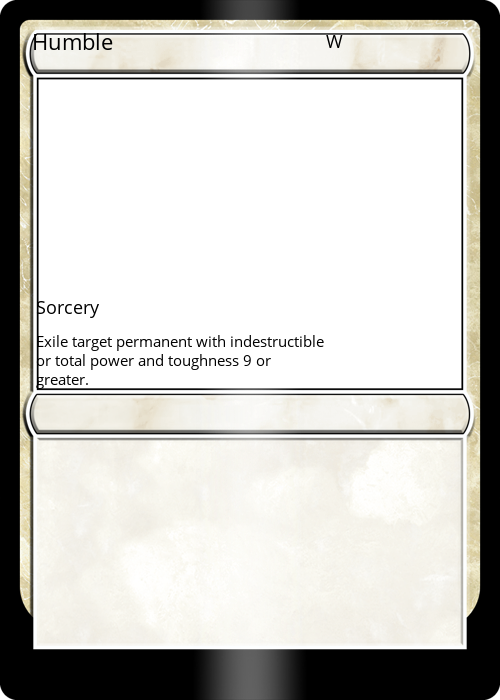 Humble W
Sorcery
Exile target permanent with indestructible
or total power and toughness 9 or
greater.